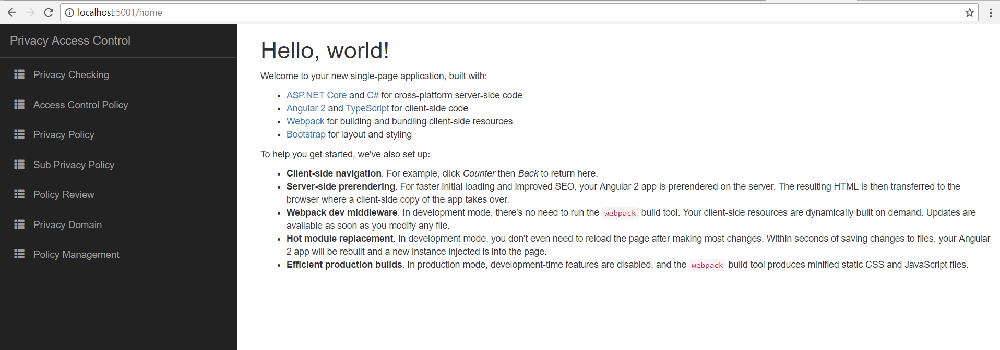 localhost:5001/home
Privacy Access Control
Privacy Checking
Access Control Policy
Privacy Policy
Sub Privacy Policy
Policy Review
Privacy Domain
Policy Management
Hello, world!
Welcome to your new single-page application, built with:
ASP.NET Core and C# for cross-platform server-side code
Angular 2 and TypeScript for client-side code
Webpack for building and bundling client-side resources
Bootstrap for layout and styling
To help you get started, we've also set up:
Client-side navigation. For example, click Counter then Back to return here.
Server-side prerendering. For faster initial loading and improved SEO, your Angular 2 app is prerendered on the server. The resulting HTML is then transferred to the
browser where a client-side copy of the app takes over.
Webpack dev middleware. In development mode, there's no need to run the webpack build tool. Your client-side resources are dynamically built on demand. Updates are
available as soon as you modify any file.
Hot module replacement. In development mode, you don't even need to reload the page after making most changes. Within seconds of saving changes to files, your Angular
2 app will be rebuilt and a new instance injected is into the page.
Efficient production builds. In production mode, development-time features are disabled, and the webpack build tool produces minified static CSS and JavaScript files.